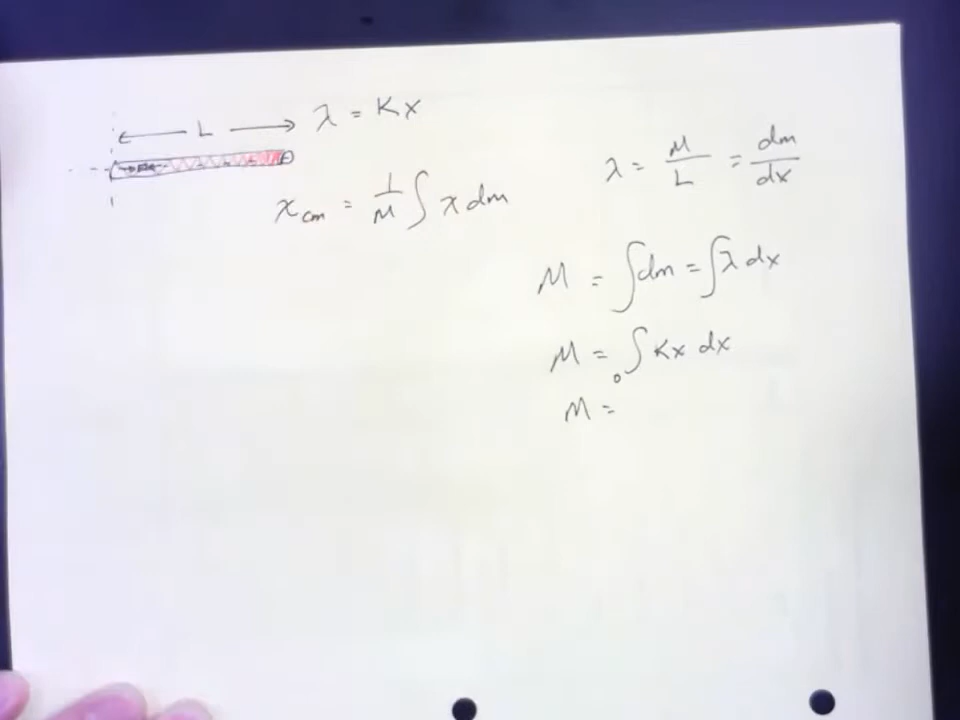 ← L → λ = Kx
x_cm = 1/M ∫ x dm
λ = M/L = dm/dx
M = ∫dm = ∫λ dx
M = ₀∫ Kx dx
M =